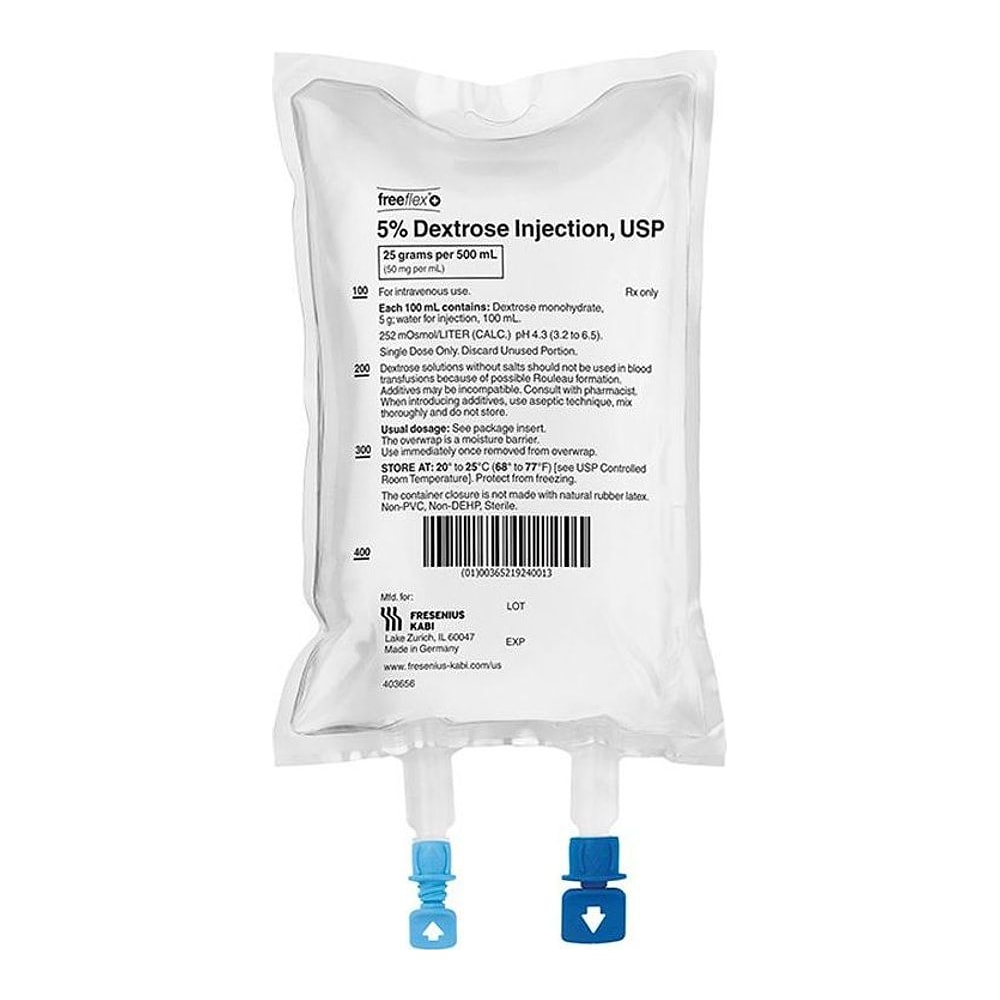 freeflex+
5% Dextrose Injection, USP
25 grams per 500 mL
(50 mg per mL)
100
For intravenous use. Rx only
Each 100 mL contains: Dextrose monohydrate,
5 g; water for injection, 100 mL.
252 mOsmol/LITER (CALC.) pH 4.3 (3.2 to 6.5).
Single Dose Only. Discard Unused Portion.
200
Dextrose solutions without salts should not be used in blood
transfusions because of possible Rouleau formation.
Additives may be incompatible. Consult with pharmacist.
When introducing additives, use aseptic technique, mix
thoroughly and do not store.
Usual dosage: See package insert.
The overwrap is a moisture barrier.
300
Use immediately once removed from overwrap.
STORE AT: 20° to 25°C (68° to 77°F) [see USP Controlled
Room Temperature]. Protect from freezing.
The container closure is not made with natural rubber latex.
Non-PVC, Non-DEHP, Sterile.
400
(01)00365219240013
Mfd. for:
FRESENIUS
KABI
Lake Zurich, IL 60047
Made in Germany
www.fresenius-kabi.com/us
403656
LOT
EXP